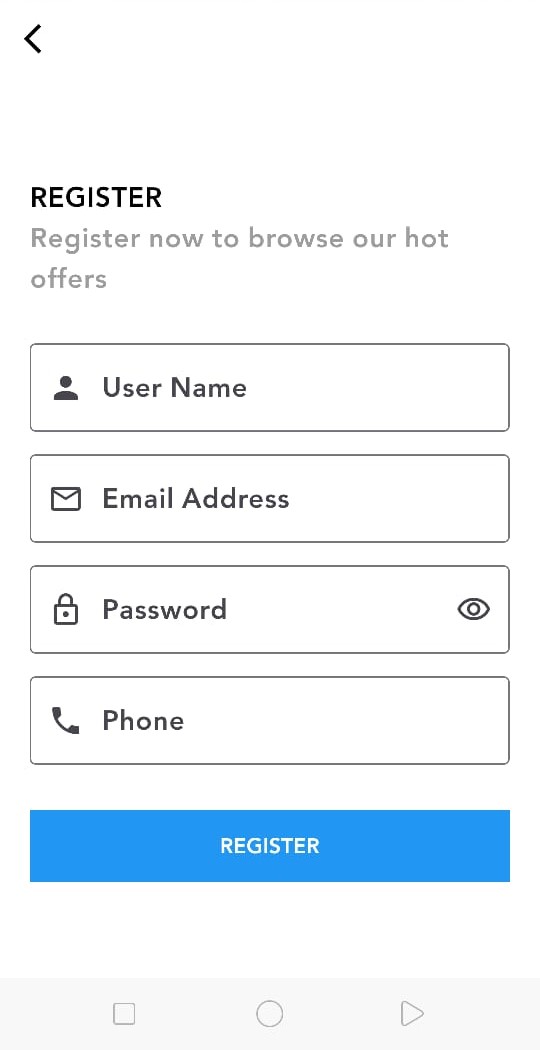 REGISTER
Register now to browse our hot
offers
User Name
Email Address
Password
Phone
REGISTER